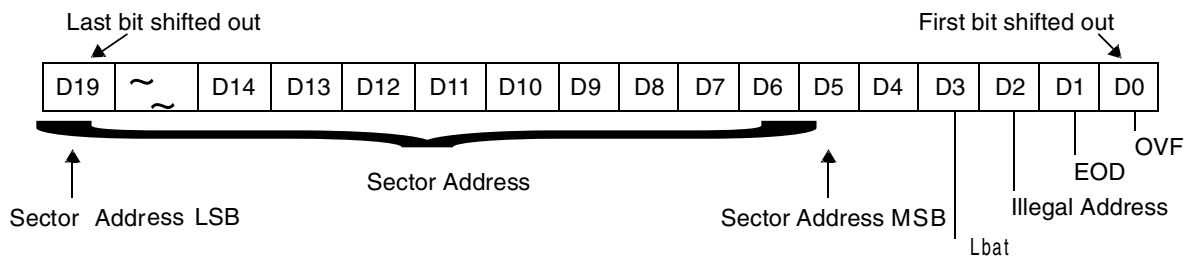 Last bit shifted out
First bit shifted out
D19 ~ ~ D14 D13 D12 D11 D10 D9 D8 D7 D6 D5 D4 D3 D2 D1 D0
OVF
EOD
Sector Address
Illegal Address
Sector Address LSB
Sector Address MSB
Lbat